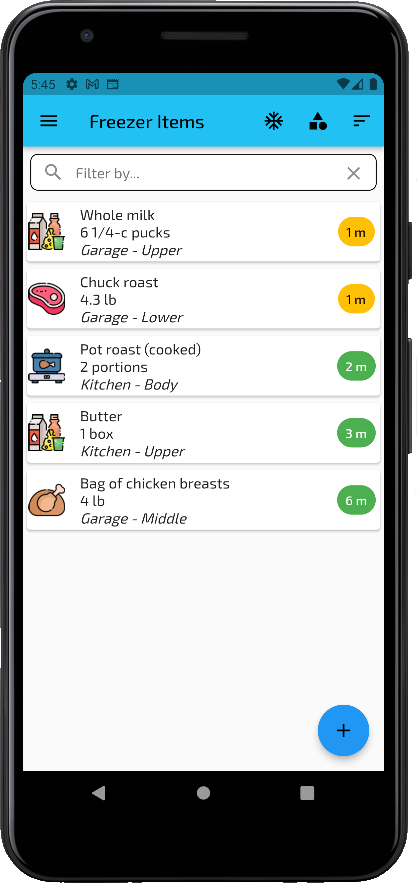 5:45
Freezer Items
Filter by...
Whole milk
6 1/4-c pucks
Garage - Upper
1 m
Chuck roast
4.3 lb
Garage - Lower
1 m
Pot roast (cooked)
2 portions
Kitchen - Body
2 m
Butter
1 box
Kitchen - Upper
3 m
Bag of chicken breasts
4 lb
Garage - Middle
6 m